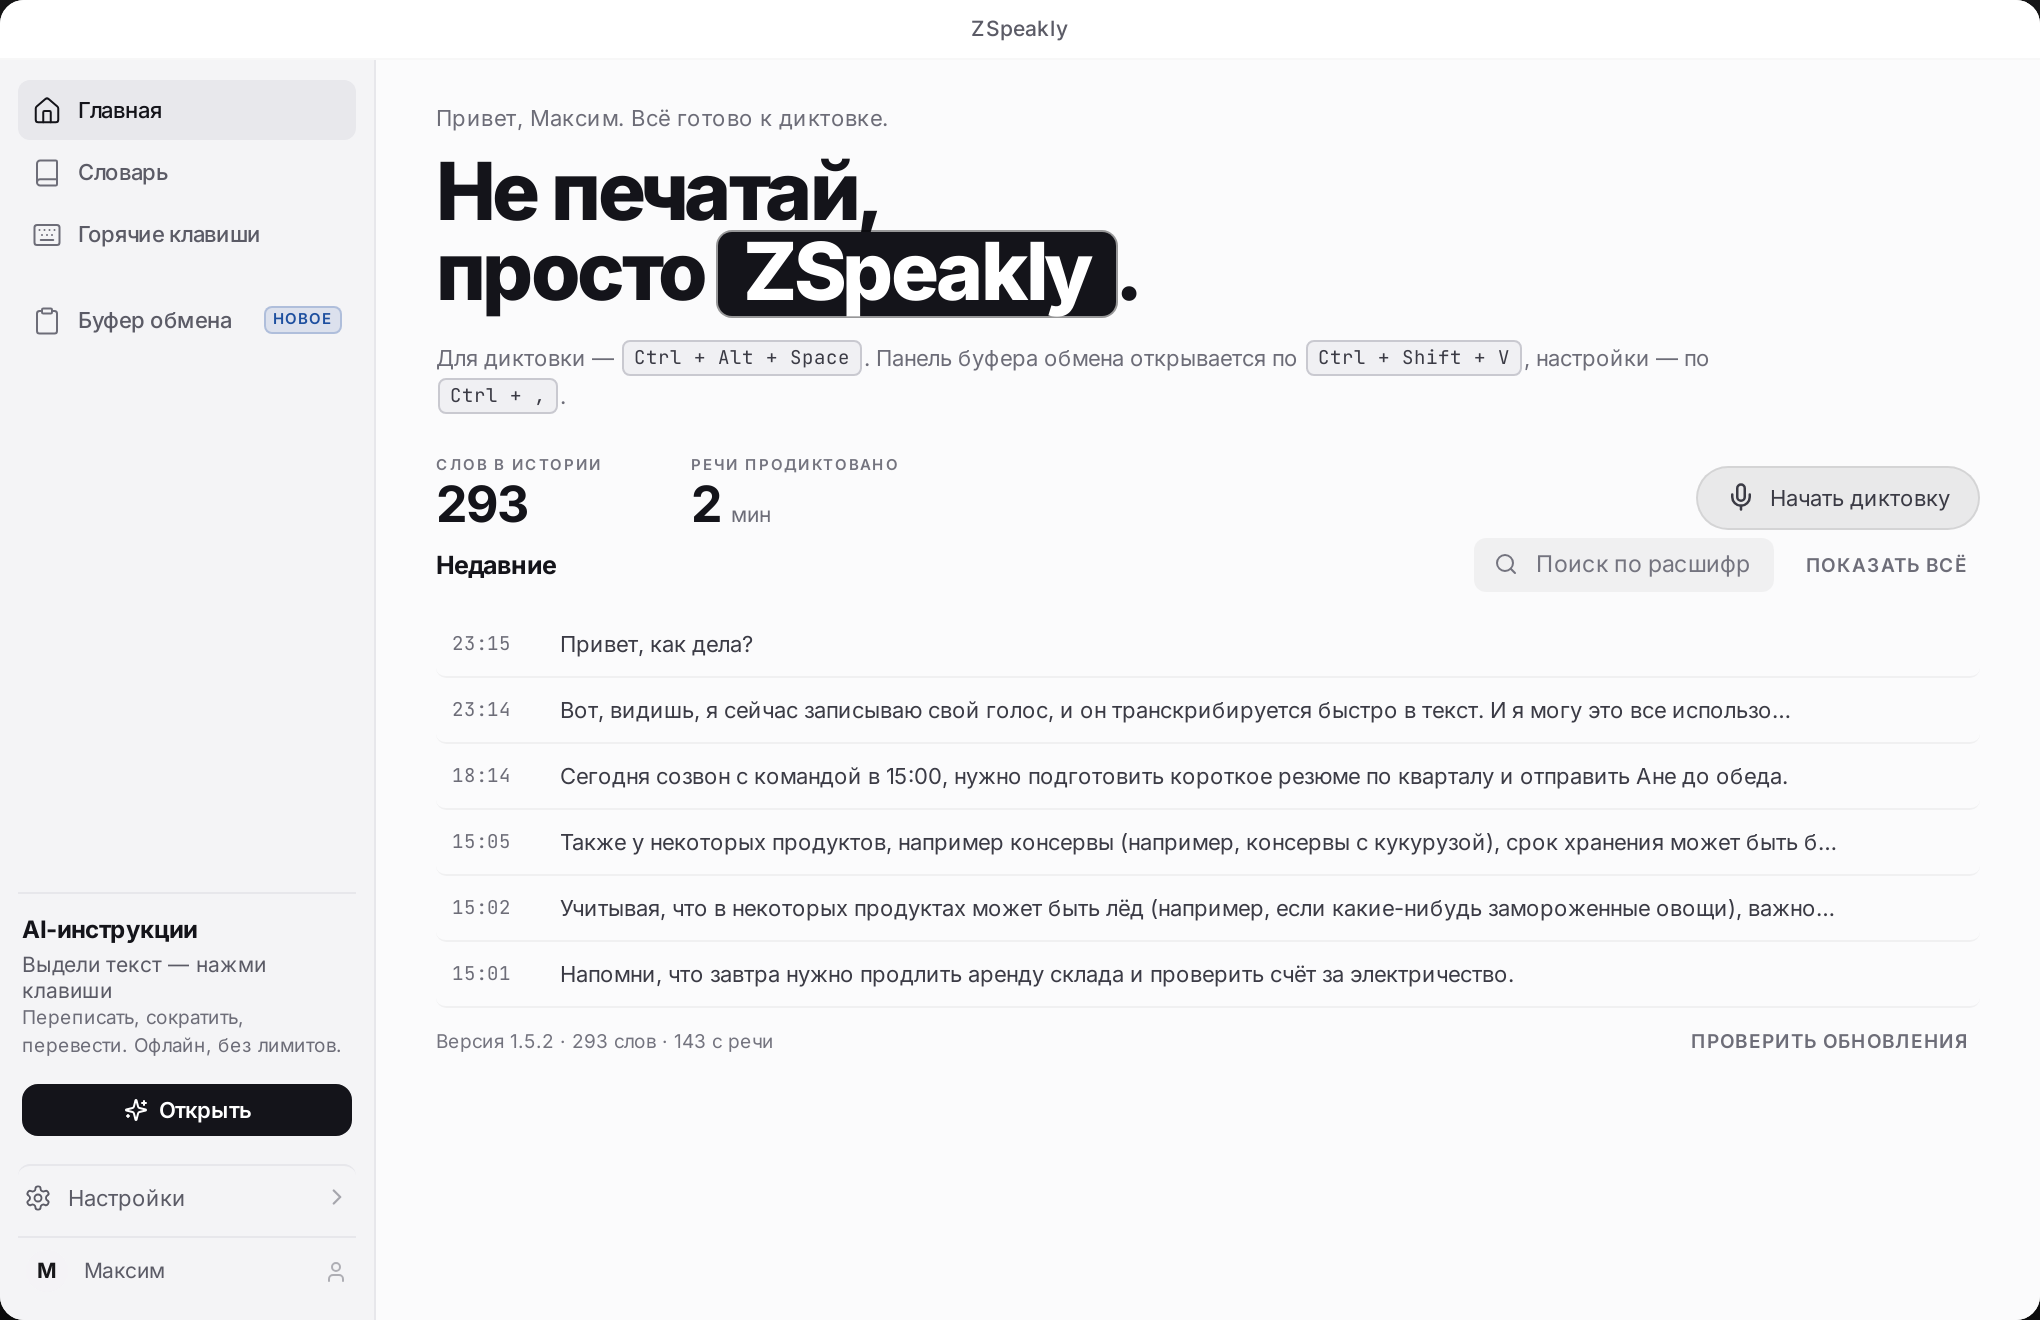 ZSpeakly
Главная
Словарь
Горячие клавиши
Буфер обмена НОВОЕ
AI-инструкции
Выдели текст — нажми
клавиши
Переписать, сократить,
перевести. Офлайн, без лимитов.
Открыть
Настройки
М Максим
Привет, Максим. Всё готово к диктовке.
Не печатай,
просто ZSpeakly.
Для диктовки — Ctrl + Alt + Space. Панель буфера обмена открывается по Ctrl + Shift + V, настройки — по
Ctrl + ,.
СЛОВ В ИСТОРИИ РЕЧИ ПРОДИКТОВАНО
293 2 мин
Начать диктовку
Недавние Поиск по расшифр ПОКАЗАТЬ ВСЁ
23:15 Привет, как дела?
23:14 Вот, видишь, я сейчас записываю свой голос, и он транскрибируется быстро в текст. И я могу это все использо...
18:14 Сегодня созвон с командой в 15:00, нужно подготовить короткое резюме по кварталу и отправить Ане до обеда.
15:05 Также у некоторых продуктов, например консервы (например, консервы с кукурузой), срок хранения может быть б...
15:02 Учитывая, что в некоторых продуктах может быть лёд (например, если какие-нибудь замороженные овощи), важно...
15:01 Напомни, что завтра нужно продлить аренду склада и проверить счёт за электричество.
Версия 1.5.2 · 293 слов · 143 с речи ПРОВЕРИТЬ ОБНОВЛЕНИЯ